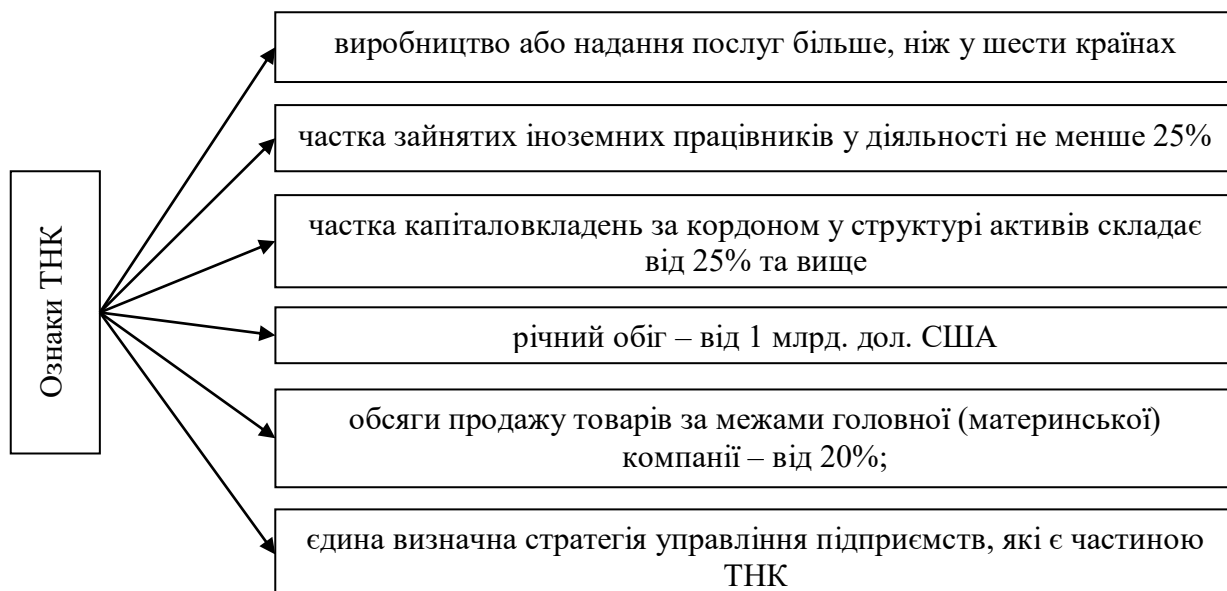 виробництво або надання послуг більше, ніж у шести країнах
частка зайнятих іноземних працівників у діяльності не менше 25%
Ознаки ТНК
частка капіталовкладень за кордоном у структурі активів складає
від 25% та вище
річний обіг – від 1 млрд. дол. США
обсяги продажу товарів за межами головної (материнської)
компанії – від 20%;
єдина визначна стратегія управління підприємств, які є частиною
ТНК